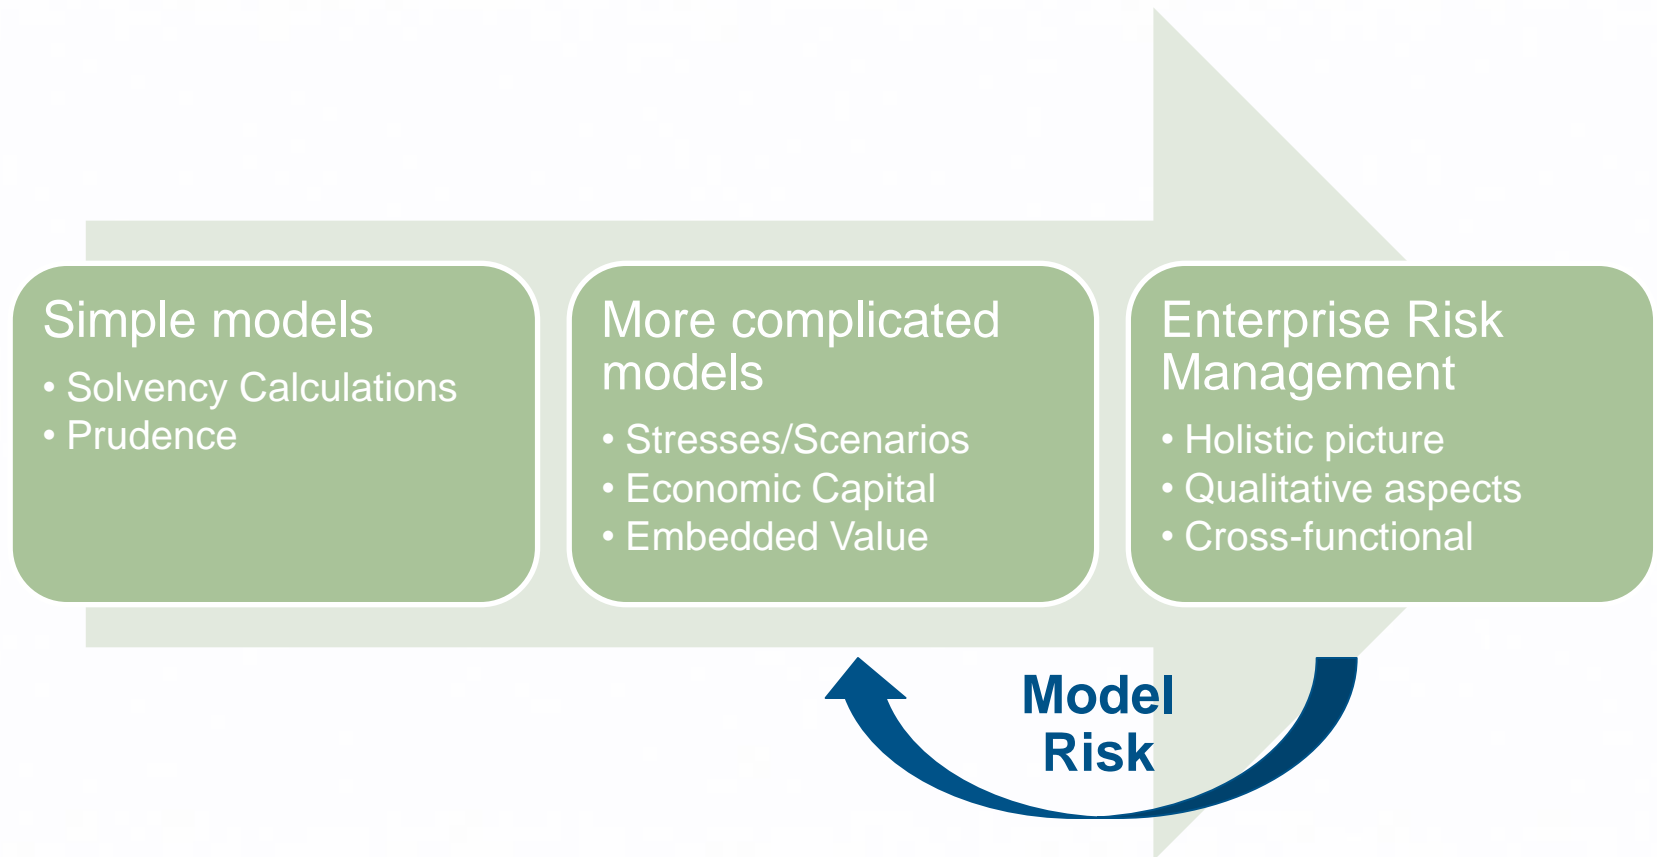 Simple models
• Solvency Calculations
• Prudence
More complicated
models
• Stresses/Scenarios
• Economic Capital
• Embedded Value
Enterprise Risk
Management
• Holistic picture
• Qualitative aspects
• Cross-functional
Model
Risk